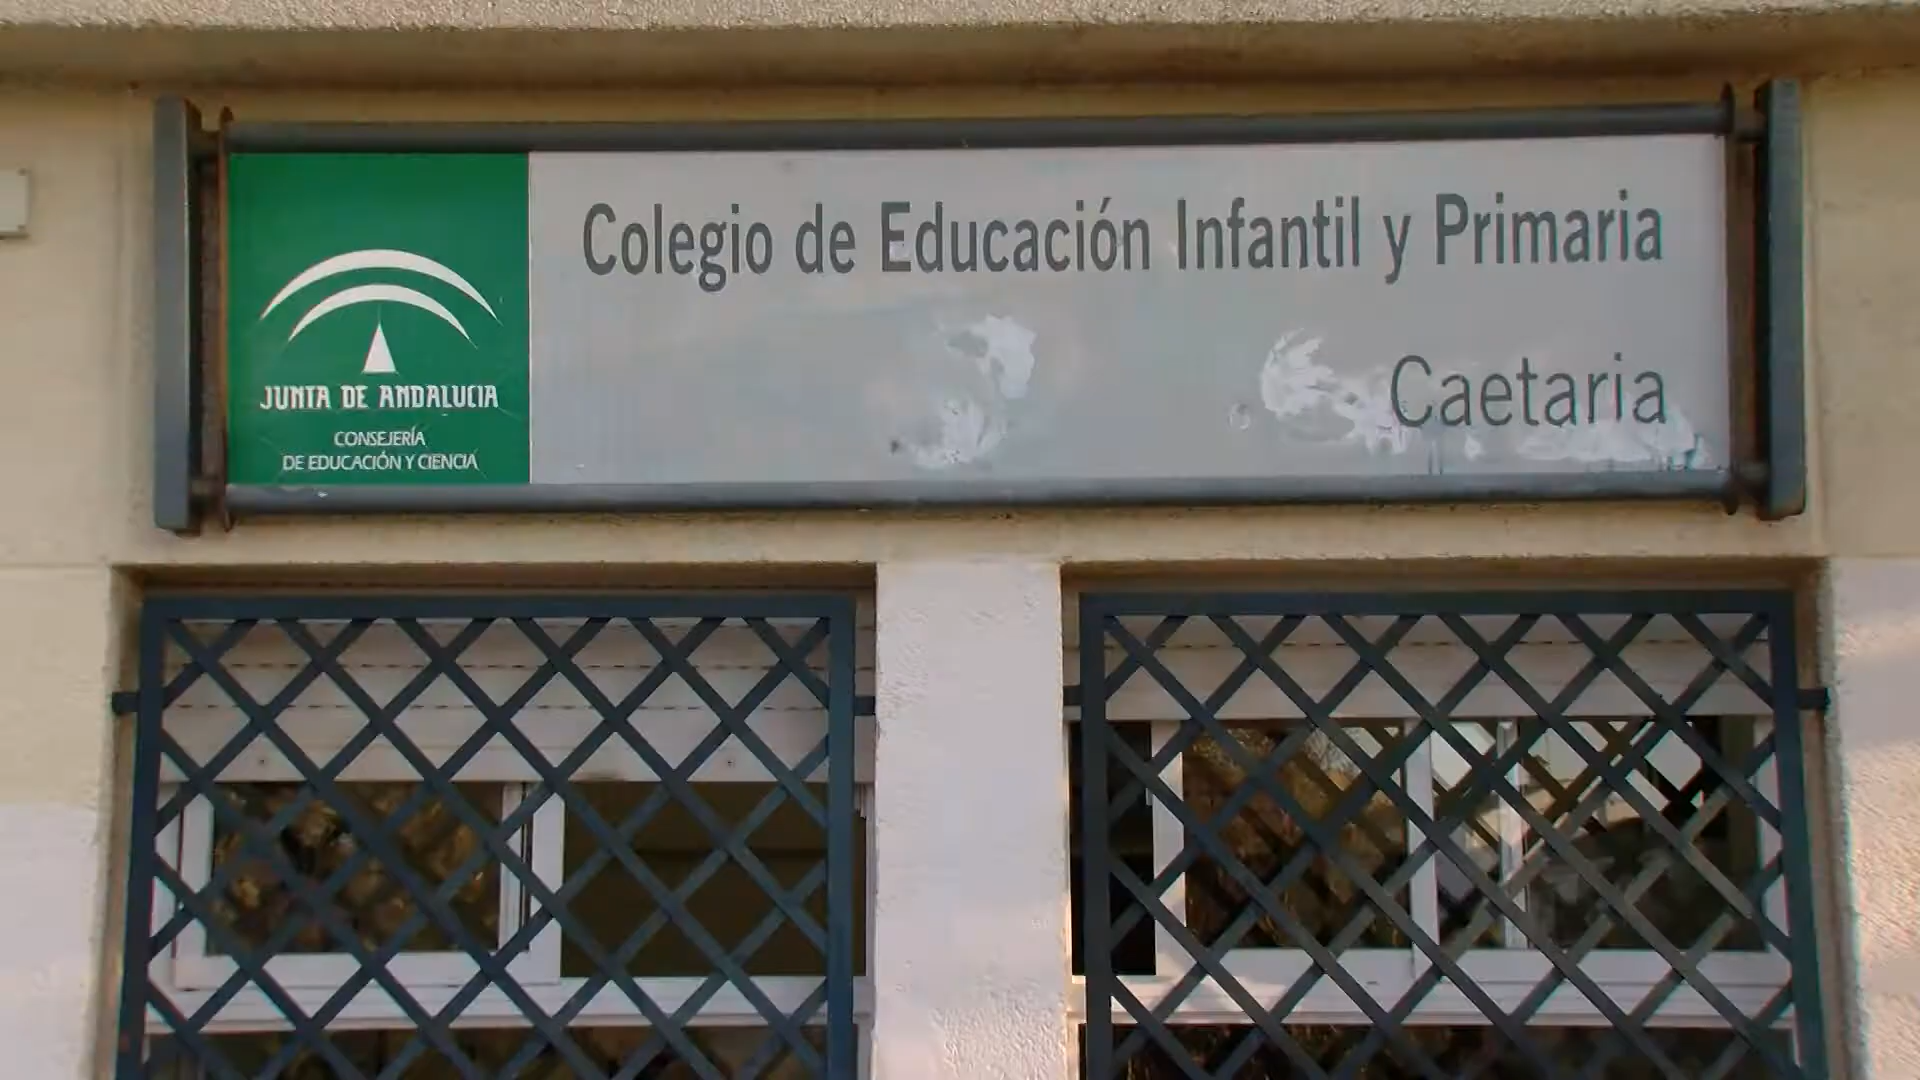 Colegio de Educación Infantil y Primaria
Caetaria
JUNTA DE ANDALUCIA
CONSEJERÍA
DE EDUCACIÓN Y CIENCIA